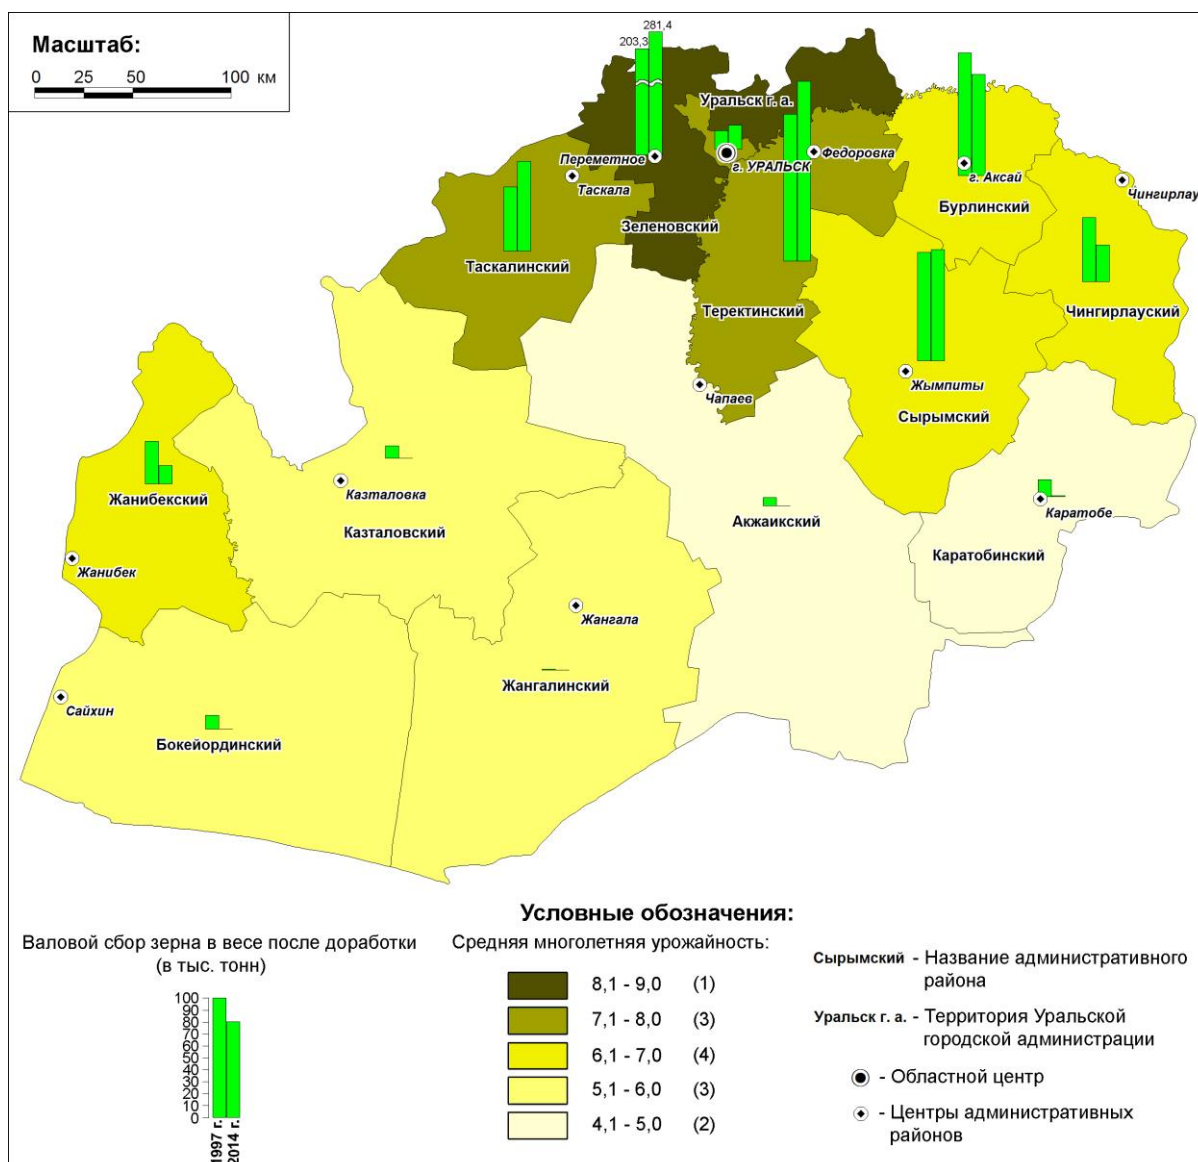 Масштаб:
0 25 50 100 км
281,4
203,3
Уральск г. а.
Переметное
г. УРАЛЬСК
Федоровка
г. Аксай
Таскала
Чингирлау
Бурлинский
Зеленовский
Таскалинский
Теректинский
Чингирлауский
Жымпиты
Чапаев
Сырымский
Казталовка
Жанибекский
Каратобе
Акжаикский
Казталовский
Каратобинский
Жанибек
Жангала
Жангалинский
Сайхин
Бокейординский
Условные обозначения:
Валовой сбор зерна в весе после доработки
(в тыс. тонн)
100
90
80
70
60
50
40
30
20
10
0
1997 г.
2014 г.
Средняя многолетняя урожайность:
8,1 - 9,0 (1)
7,1 - 8,0 (3)
6,1 - 7,0 (4)
5,1 - 6,0 (3)
4,1 - 5,0 (2)
Сырымский - Название административного
района
Уральск г. а. - Территория Уральской
городской администрации
- Областной центр
- Центры административных
районов